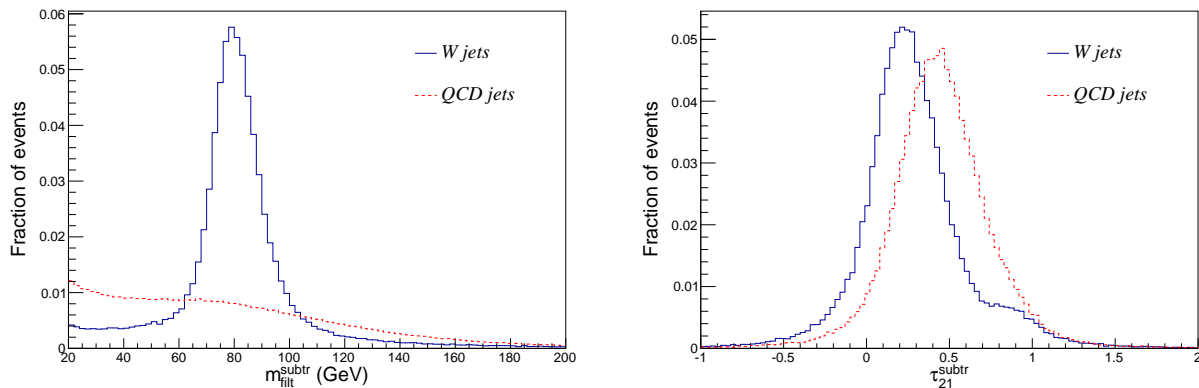 0.06
0.05
0.04
0.03
0.02
0.01
0
Fraction of events
W jets
QCD jets
20 40 60 80 100 120 140 160 180 200
m_filt^subtr (GeV)
0.05
0.04
0.03
0.02
0.01
0
Fraction of events
W jets
QCD jets
-1 -0.5 0 0.5 1 1.5 2
τ_21^subtr